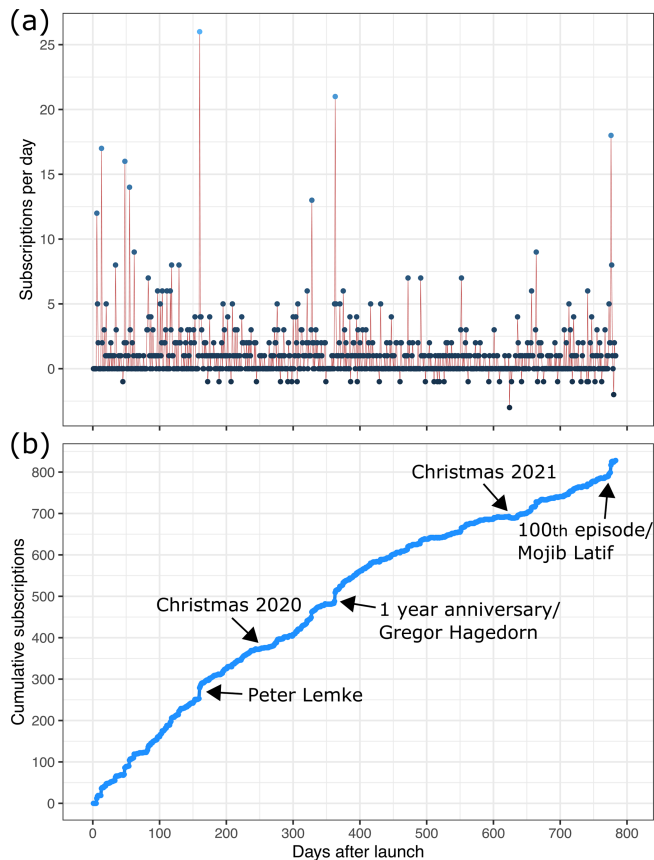 (a)
25
20
15
10
5
0
Subscriptions per day
(b)
800
700
600
500
400
300
200
100
0
Cumulative subscriptions
Christmas 2021
100th episode/
Mojib Latif
Christmas 2020
1 year anniversary/
Gregor Hagedorn
Peter Lemke
0 100 200 300 400 500 600 700 800
Days after launch